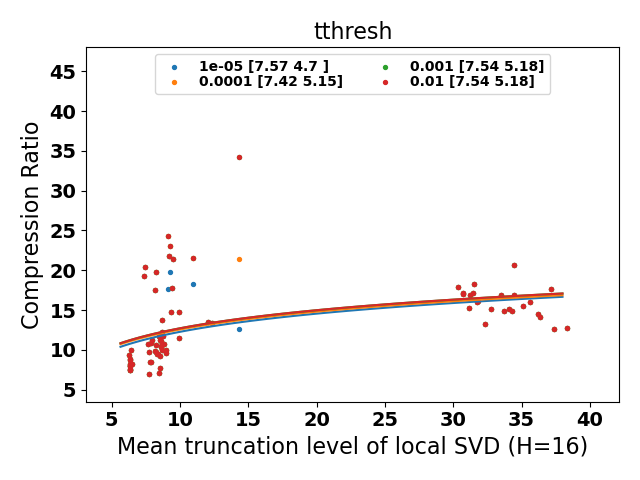 tthresh
1e-05 [7.57 4.7 ]
0.0001 [7.42 5.15]
0.001 [7.54 5.18]
0.01 [7.54 5.18]
Compression Ratio
45
40
35
30
25
20
15
10
5
5 10 15 20 25 30 35 40
Mean truncation level of local SVD (H=16)